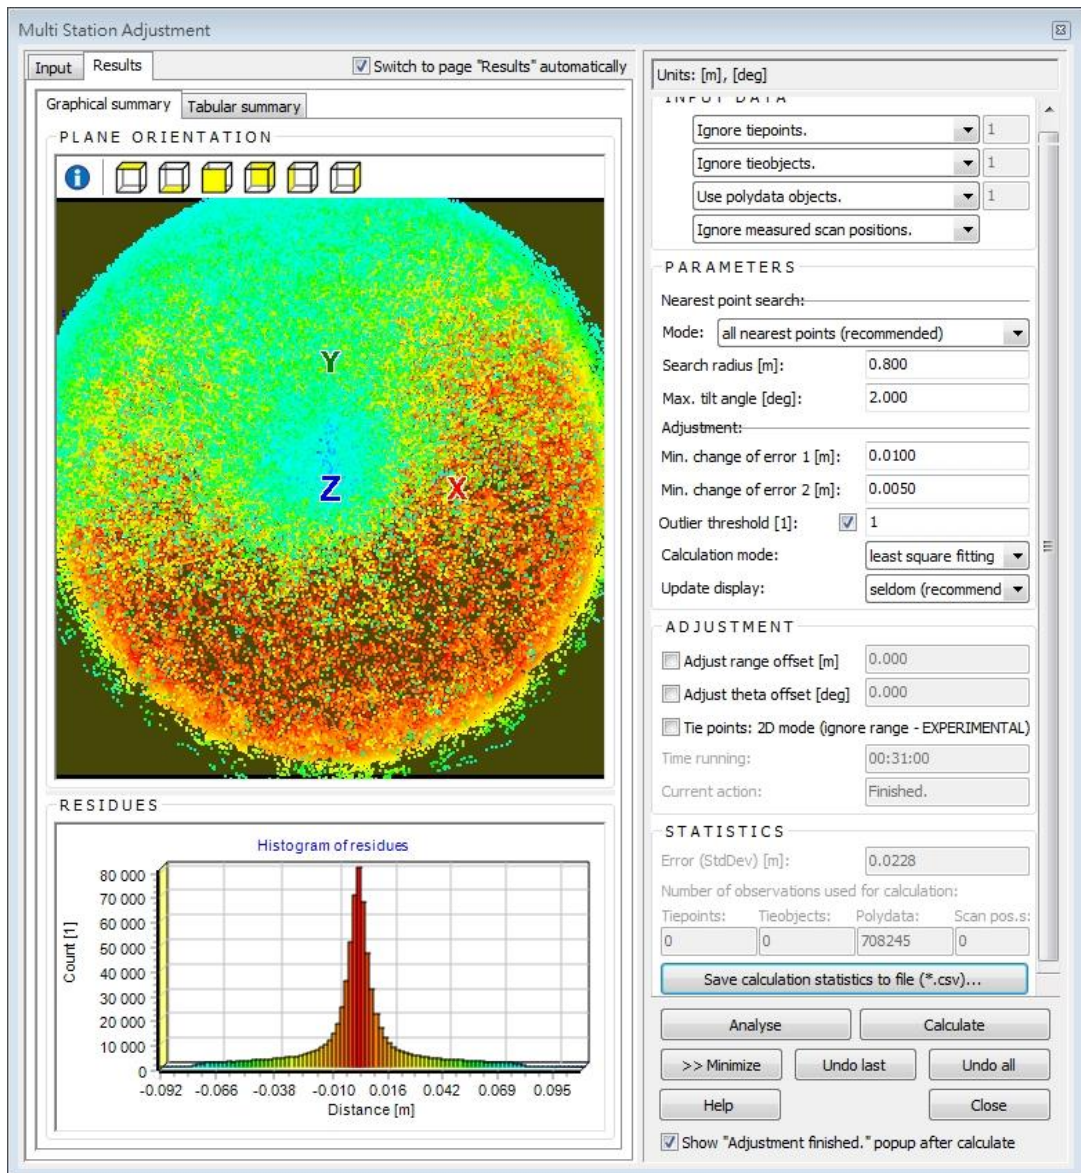 Multi Station Adjustment
Input
Results
Switch to page "Results" automatically
Graphical summary
Tabular summary
PLANE ORIENTATION
Y
Z
X
RESIDUES
Histogram of residues
Count [1]
80 000
70 000
60 000
50 000
40 000
30 000
20 000
10 000
0
-0.092 -0.066 -0.038 -0.010 0.016 0.042 0.069 0.095
Distance [m]
Units: [m], [deg]
INPUT DATA
Ignore tiepoints. 1
Ignore tieobjects. 1
Use polydata objects. 1
Ignore measured scan positions.
PARAMETERS
Nearest point search:
Mode: all nearest points (recommended)
Search radius [m]: 0.800
Max. tilt angle [deg]: 2.000
Adjustment:
Min. change of error 1 [m]: 0.0100
Min. change of error 2 [m]: 0.0050
Outlier threshold [1]: 1
Calculation mode: least square fitting
Update display: seldom (recommend
ADJUSTMENT
Adjust range offset [m] 0.000
Adjust theta offset [deg] 0.000
Tie points: 2D mode (ignore range - EXPERIMENTAL)
Time running: 00:31:00
Current action: Finished.
STATISTICS
Error (StdDev) [m]: 0.0228
Number of observations used for calculation:
Tiepoints: Tieobjects: Polydata: Scan pos.s:
0 0 708245 0
Save calculation statistics to file (*.csv)...
Analyse Calculate
>> Minimize Undo last Undo all
Help Close
Show "Adjustment finished." popup after calculate